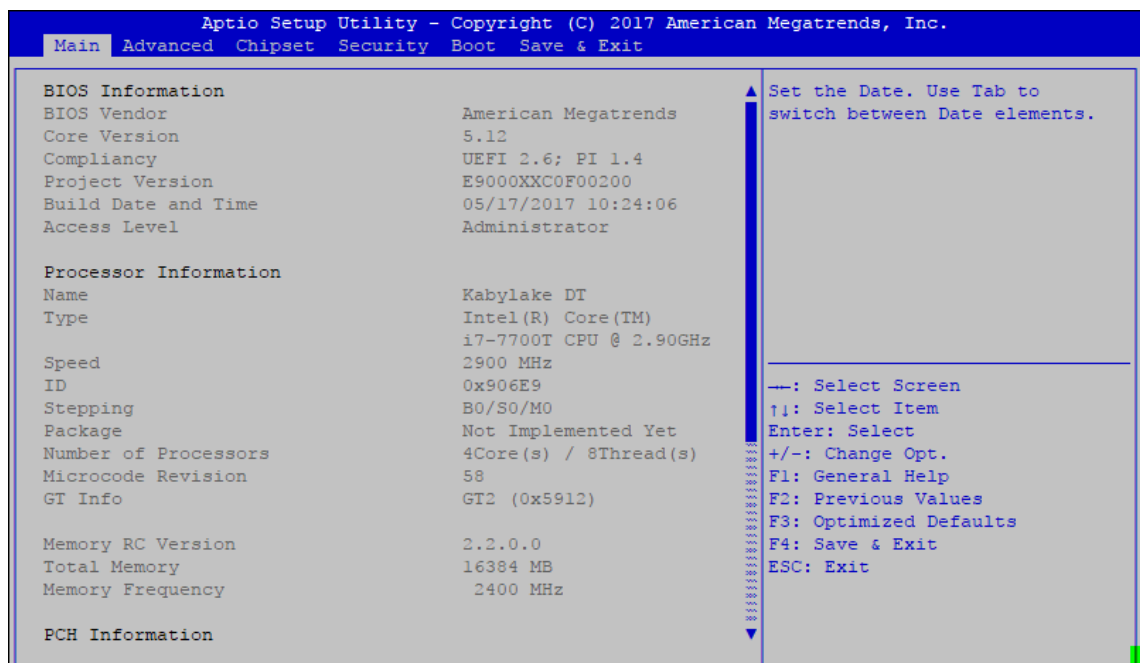 Aptio Setup Utility – Copyright (C) 2017 American Megatrends, Inc.
Main Advanced Chipset Security Boot Save & Exit
BIOS Information
BIOS Vendor American Megatrends
Core Version 5.12
Compliancy UEFI 2.6; PI 1.4
Project Version E9000XXC0F00200
Build Date and Time 05/17/2017 10:24:06
Access Level Administrator
Processor Information
Name Kabylake DT
Type Intel(R) Core(TM)
i7-7700T CPU @ 2.90GHz
Speed 2900 MHz
ID 0x906E9
Stepping B0/S0/M0
Package Not Implemented Yet
Number of Processors 4Core(s) / 8Thread(s)
Microcode Revision 58
GT Info GT2 (0x5912)
Memory RC Version 2.2.0.0
Total Memory 16384 MB
Memory Frequency 2400 MHz
PCH Information
Set the Date. Use Tab to
switch between Date elements.
→←: Select Screen
↑↓: Select Item
Enter: Select
+/-: Change Opt.
F1: General Help
F2: Previous Values
F3: Optimized Defaults
F4: Save & Exit
ESC: Exit